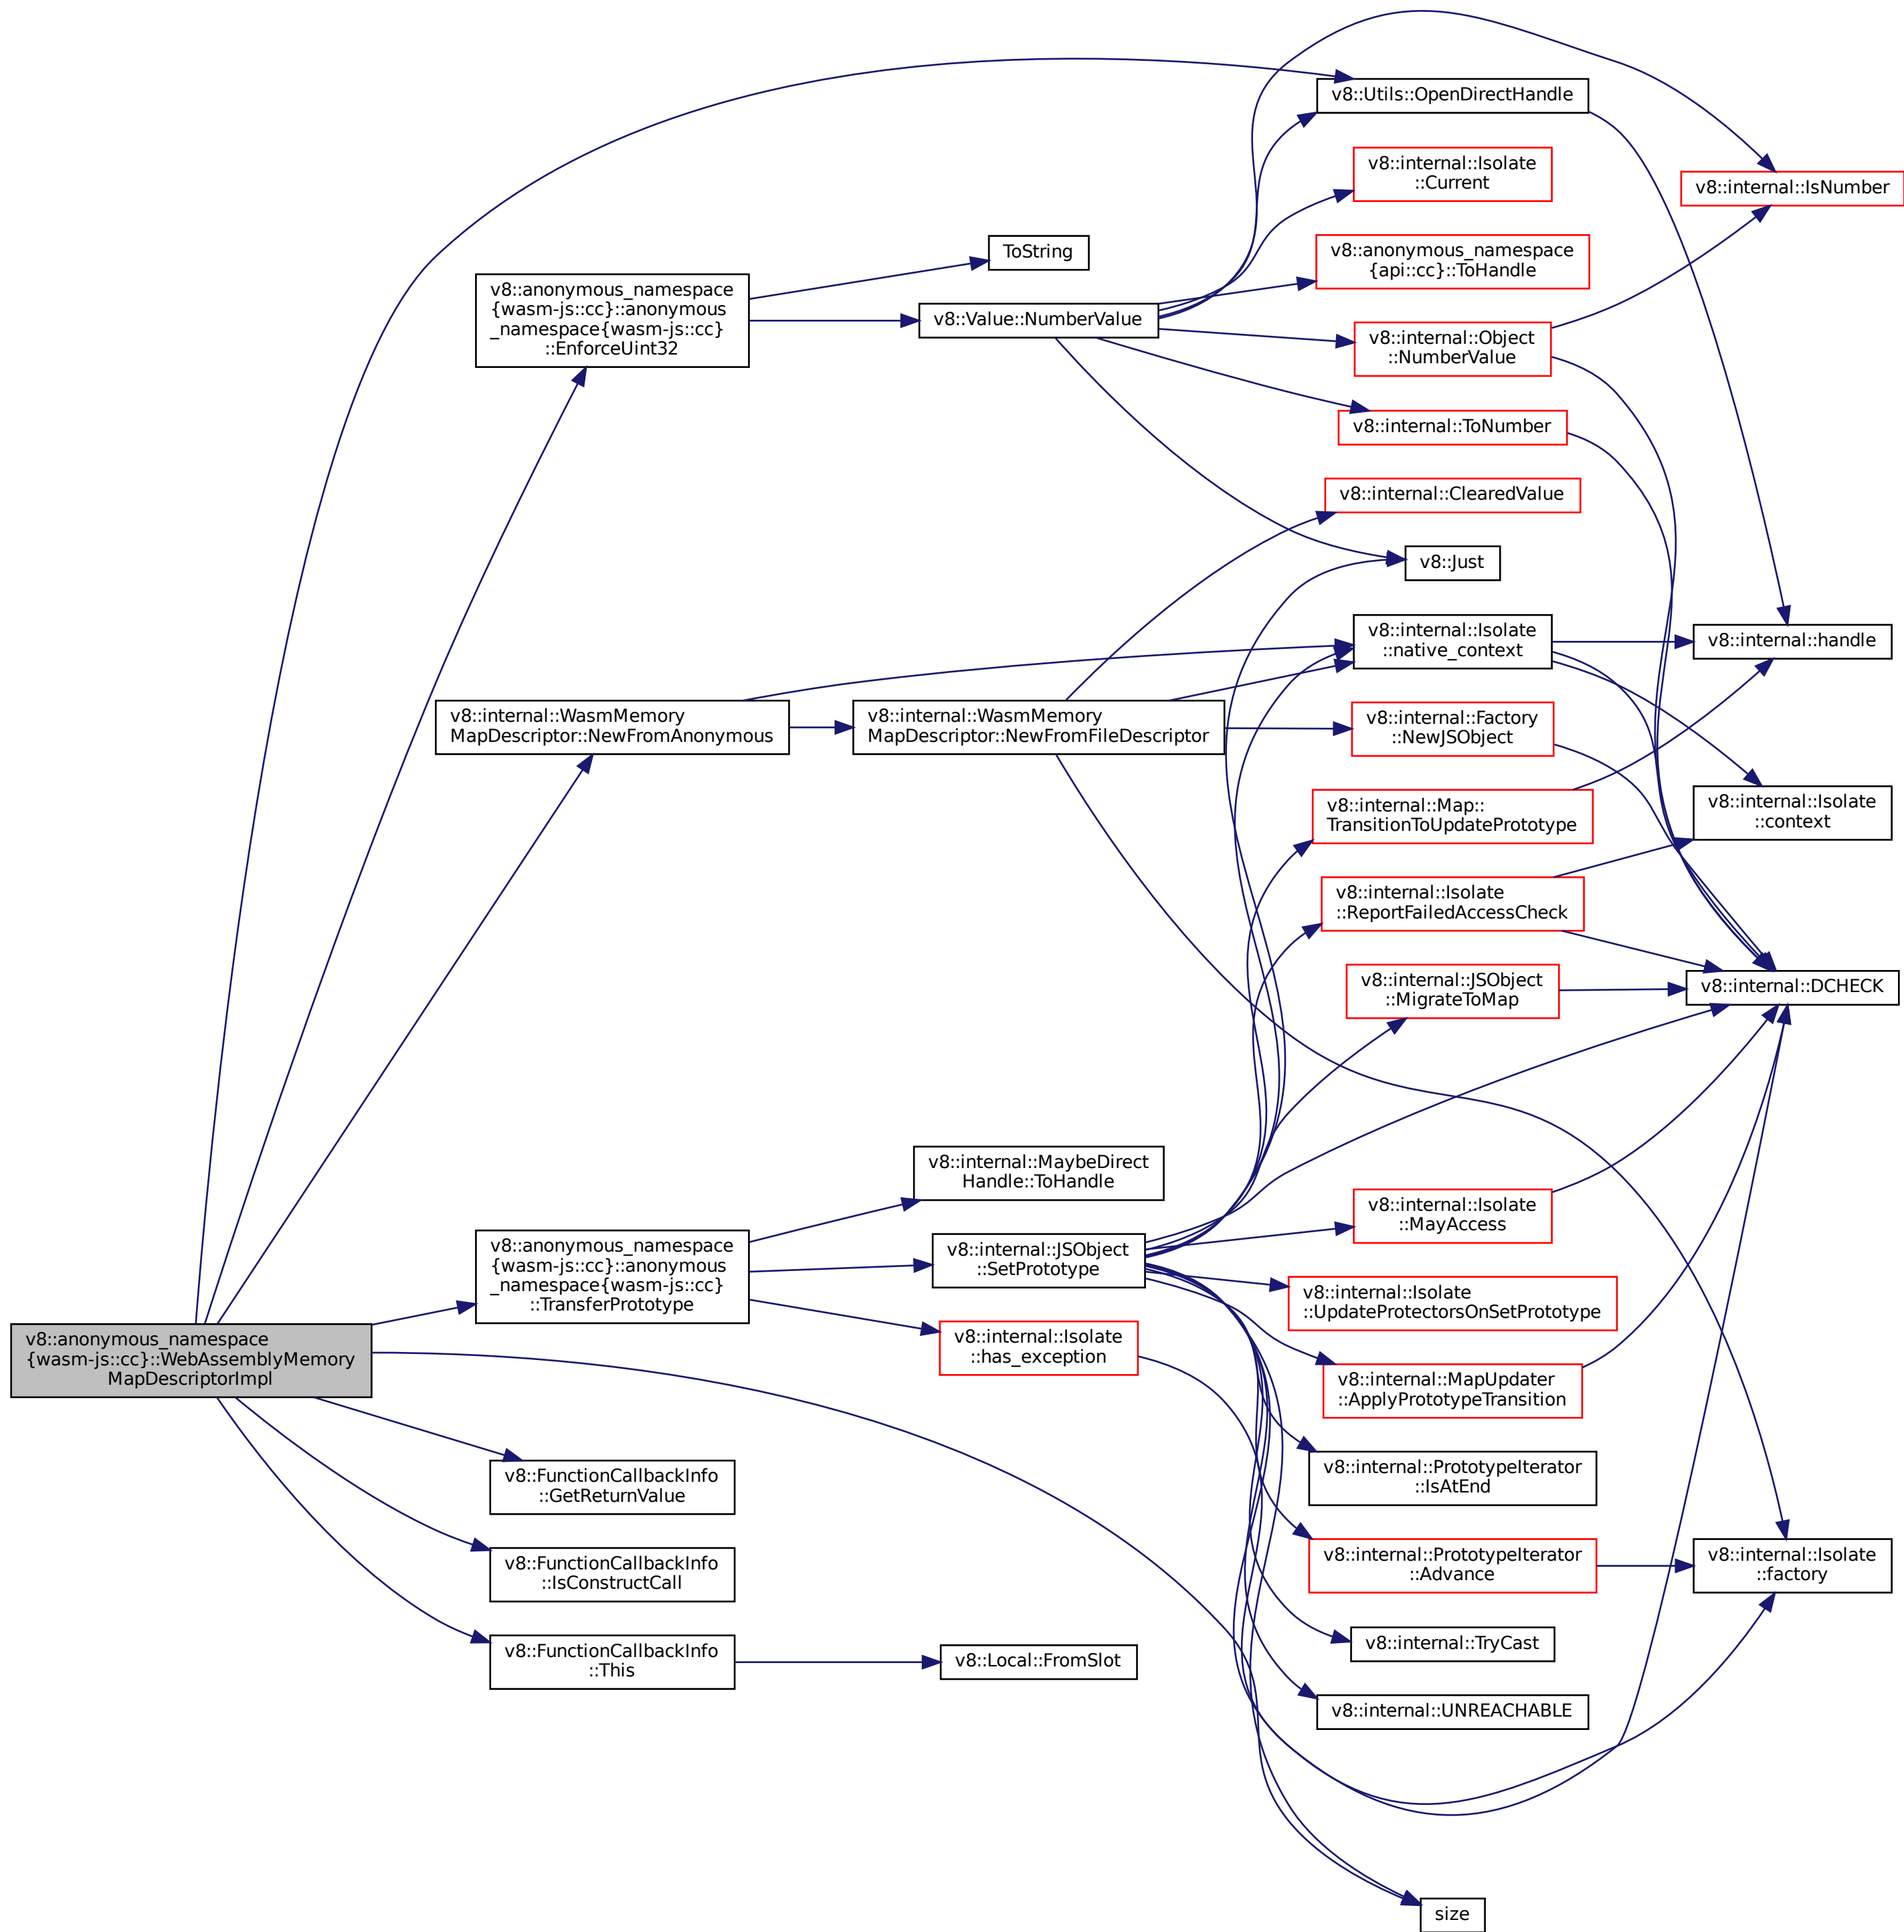 v8::Utils::OpenDirectHandle
v8::internal::Isolate
::Current
v8::internal::IsNumber
ToString
v8::anonymous_namespace
{api::cc}::ToHandle
v8::anonymous_namespace
{wasm-js::cc}::anonymous
_namespace{wasm-js::cc}
::EnforceUint32
v8::Value::NumberValue
v8::internal::Object
::NumberValue
v8::internal::ToNumber
v8::internal::ClearedValue
v8::Just
v8::internal::Isolate
::native_context
v8::internal::handle
v8::internal::WasmMemory
MapDescriptor::NewFromAnonymous
v8::internal::WasmMemory
MapDescriptor::NewFromFileDescriptor
v8::internal::Factory
::NewJSObject
v8::internal::Map::
TransitionToUpdatePrototype
v8::internal::Isolate
::context
v8::internal::Isolate
::ReportFailedAccessCheck
v8::internal::JSObject
::MigrateToMap
v8::internal::DCHECK
v8::internal::MaybeDirect
Handle::ToHandle
v8::internal::Isolate
::MayAccess
v8::anonymous_namespace
{wasm-js::cc}::anonymous
_namespace{wasm-js::cc}
::TransferPrototype
v8::internal::JSObject
::SetPrototype
v8::internal::Isolate
::UpdateProtectorsOnSetPrototype
v8::anonymous_namespace
{wasm-js::cc}::WebAssemblyMemory
MapDescriptorImpl
v8::internal::Isolate
::has_exception
v8::internal::MapUpdater
::ApplyPrototypeTransition
v8::FunctionCallbackInfo
::GetReturnValue
v8::internal::PrototypeIterator
::IsAtEnd
v8::FunctionCallbackInfo
::IsConstructCall
v8::internal::PrototypeIterator
::Advance
v8::internal::Isolate
::factory
v8::FunctionCallbackInfo
::This
v8::Local::FromSlot
v8::internal::TryCast
v8::internal::UNREACHABLE
size